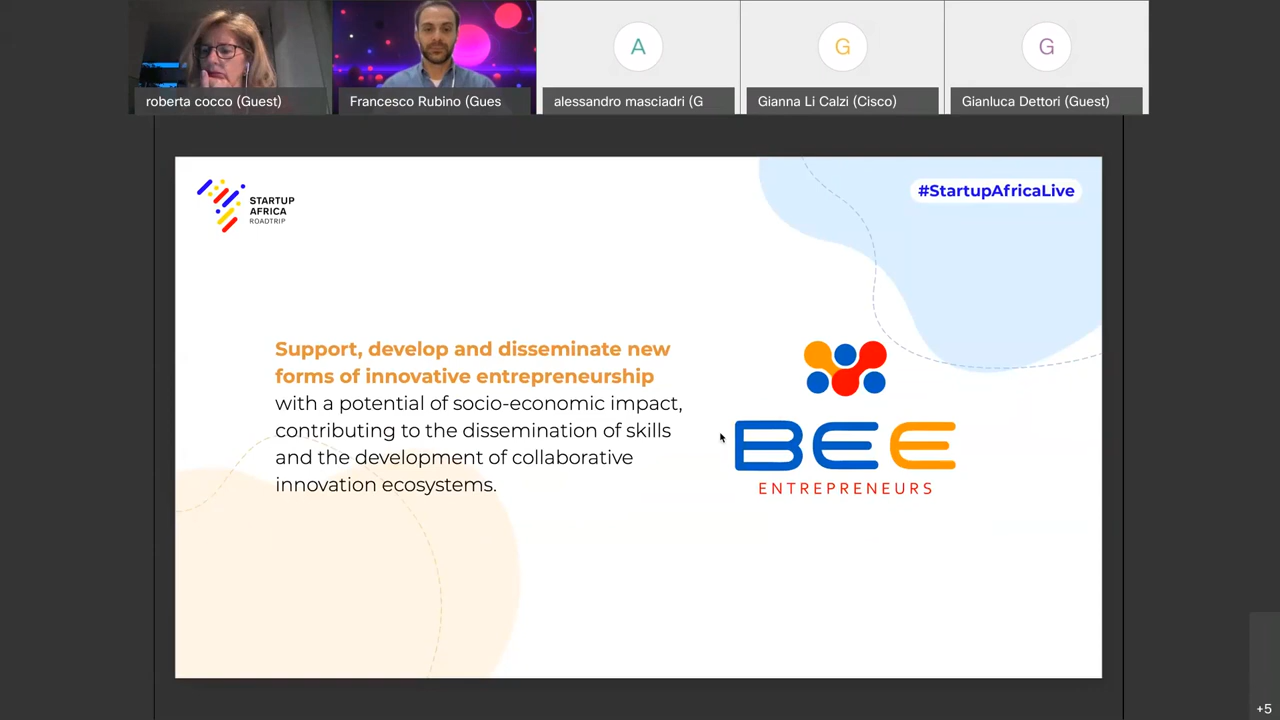 roberta cocco (Guest)
Francesco Rubino (Gues
A
alessandro masciadri (G
G
Gianna Li Calzi (Cisco)
G
Gianluca Dettori (Guest)
STARTUP
AFRICA
ROADTRIP
#StartupAfricaLive
Support, develop and disseminate new
forms of innovative entrepreneurship
with a potential of socio-economic impact,
contributing to the dissemination of skills
and the development of collaborative
innovation ecosystems.
BEE
ENTREPRENEURS
+5